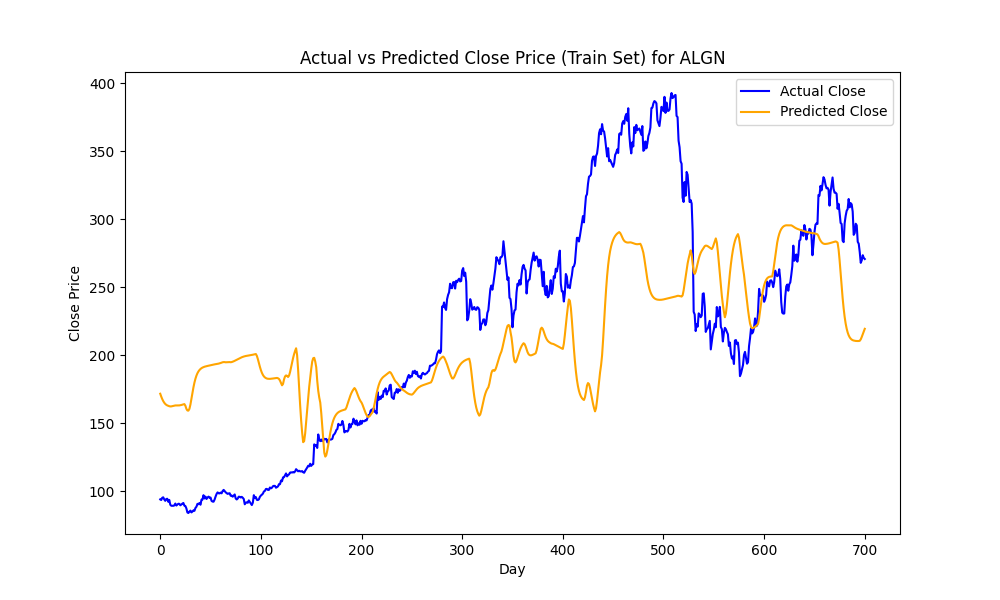 Actual vs Predicted Close Price (Train Set) for ALGN
Actual Close
Predicted Close
400
350
300
250
200
150
100
Close Price
0 100 200 300 400 500 600 700
Day